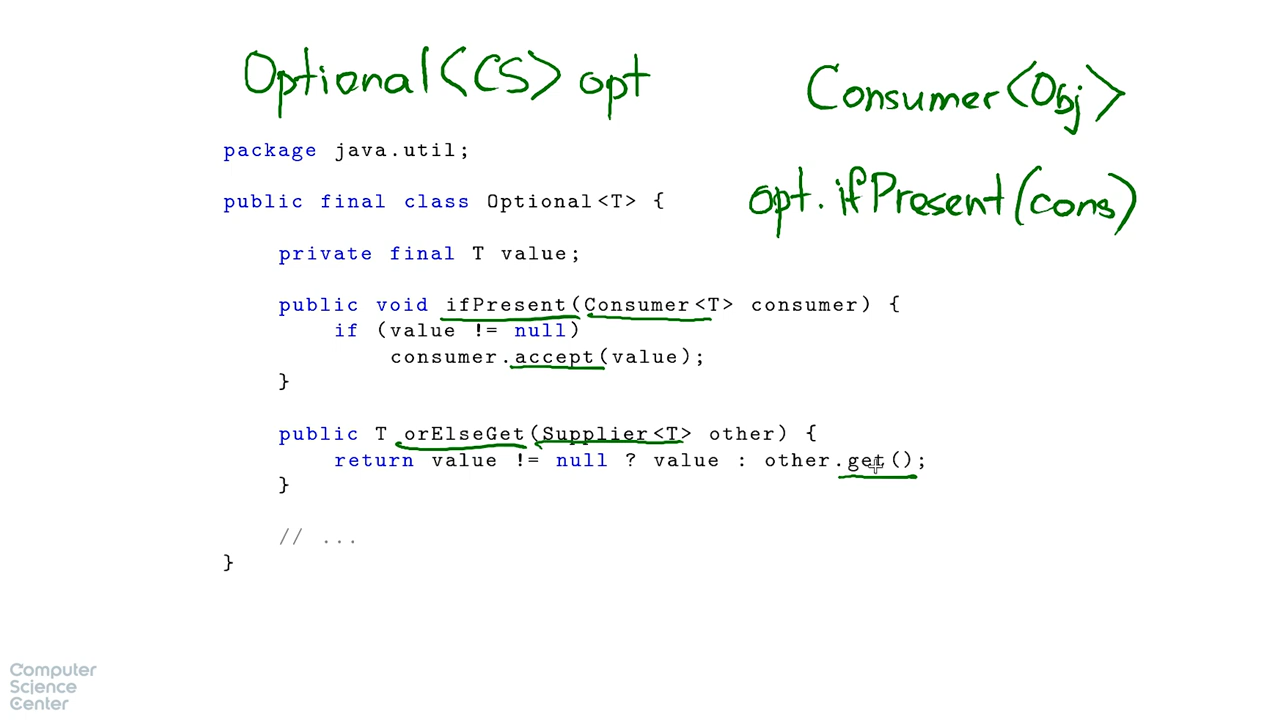 Optional<CS> opt
Consumer<Obj>
opt.ifPresent(cons)
package java.util;
public final class Optional<T> {
private final T value;
public void ifPresent(Consumer<T> consumer) {
if (value != null)
consumer.accept(value);
}
public T orElseGet(Supplier<T> other) {
return value != null ? value : other.get();
}
// ...
}
Computer
Science
Center